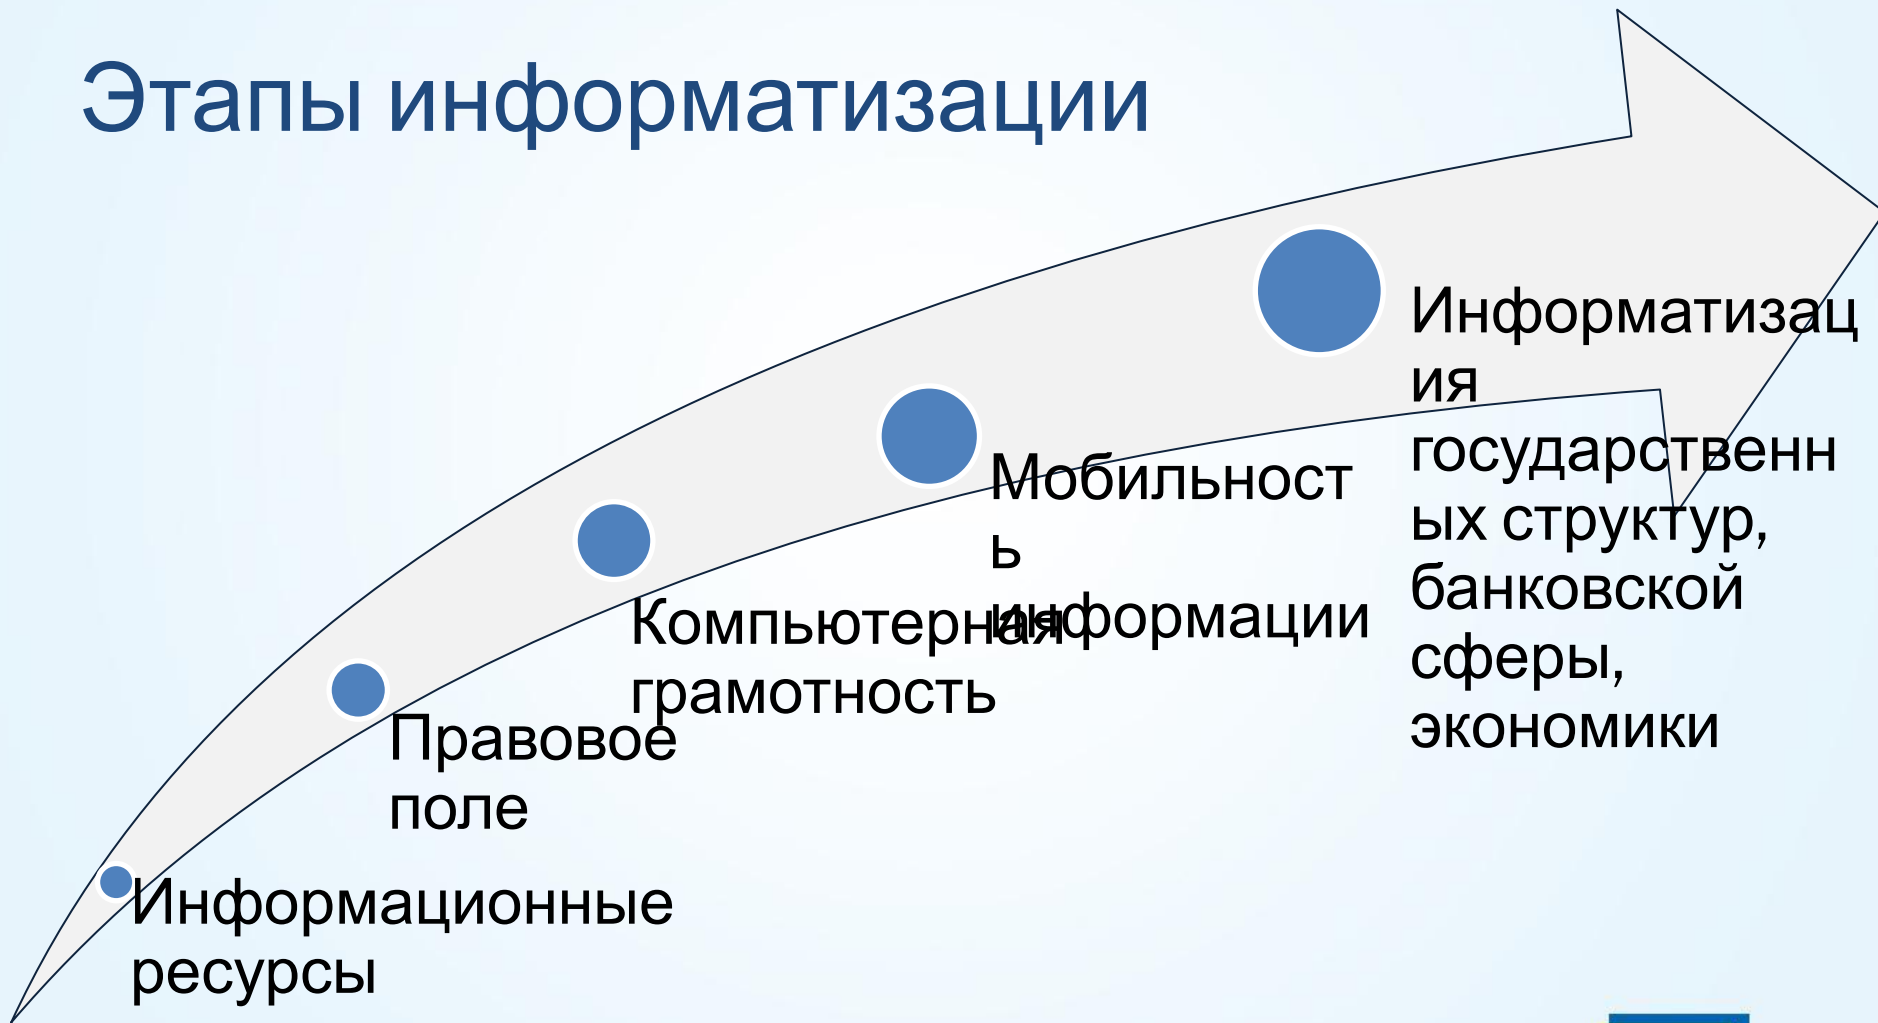 Этапы информатизации
Информационные
ресурсы
Правовое
поле
Компьютерная
грамотность
Мобильност
ь
информации
Информатизац
ия
государственн
ых структур,
банковской
сферы,
экономики